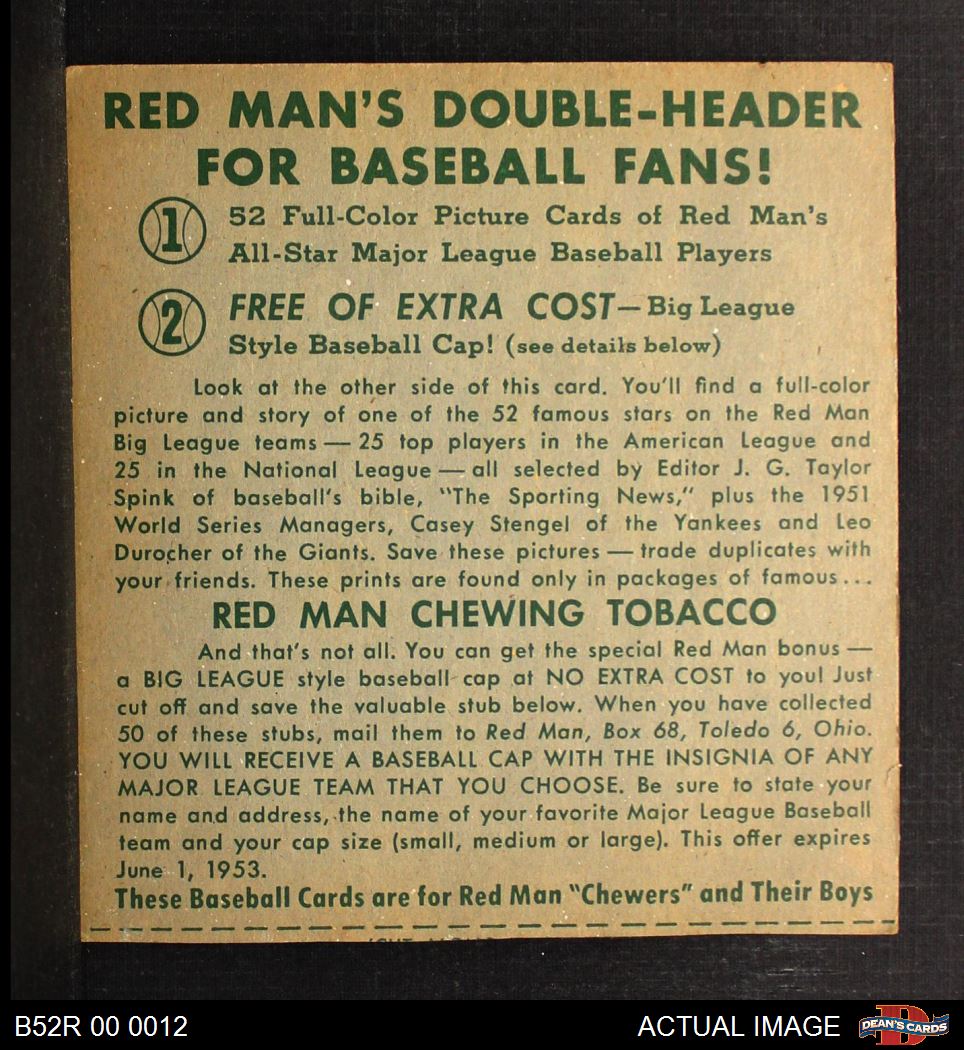 RED MAN'S DOUBLE-HEADER
FOR BASEBALL FANS!
1 52 Full-Color Picture Cards of Red Man's
All-Star Major League Baseball Players
2 FREE OF EXTRA COST—Big League
Style Baseball Cap! (see details below)
Look at the other side of this card. You'll find a full-color
picture and story of one of the 52 famous stars on the Red Man
Big League teams — 25 top players in the American League and
25 in the National League — all selected by Editor J. G. Taylor
Spink of baseball's bible, "The Sporting News," plus the 1951
World Series Managers, Casey Stengel of the Yankees and Leo
Durocher of the Giants. Save these pictures — trade duplicates with
your friends. These prints are found only in packages of famous...
RED MAN CHEWING TOBACCO
And that's not all. You can get the special Red Man bonus —
a BIG LEAGUE style baseball cap at NO EXTRA COST to you! Just
cut off and save the valuable stub below. When you have collected
50 of these stubs, mail them to Red Man, Box 68, Toledo 6, Ohio.
YOU WILL RECEIVE A BASEBALL CAP WITH THE INSIGNIA OF ANY
MAJOR LEAGUE TEAM THAT YOU CHOOSE. Be sure to state your
name and address, the name of your favorite Major League Baseball
team and your cap size (small, medium or large). This offer expires
June 1, 1953.
These Baseball Cards are for Red Man "Chewers" and Their Boys
B52R 00 0012
ACTUAL IMAGE
DEAN'S CARDS